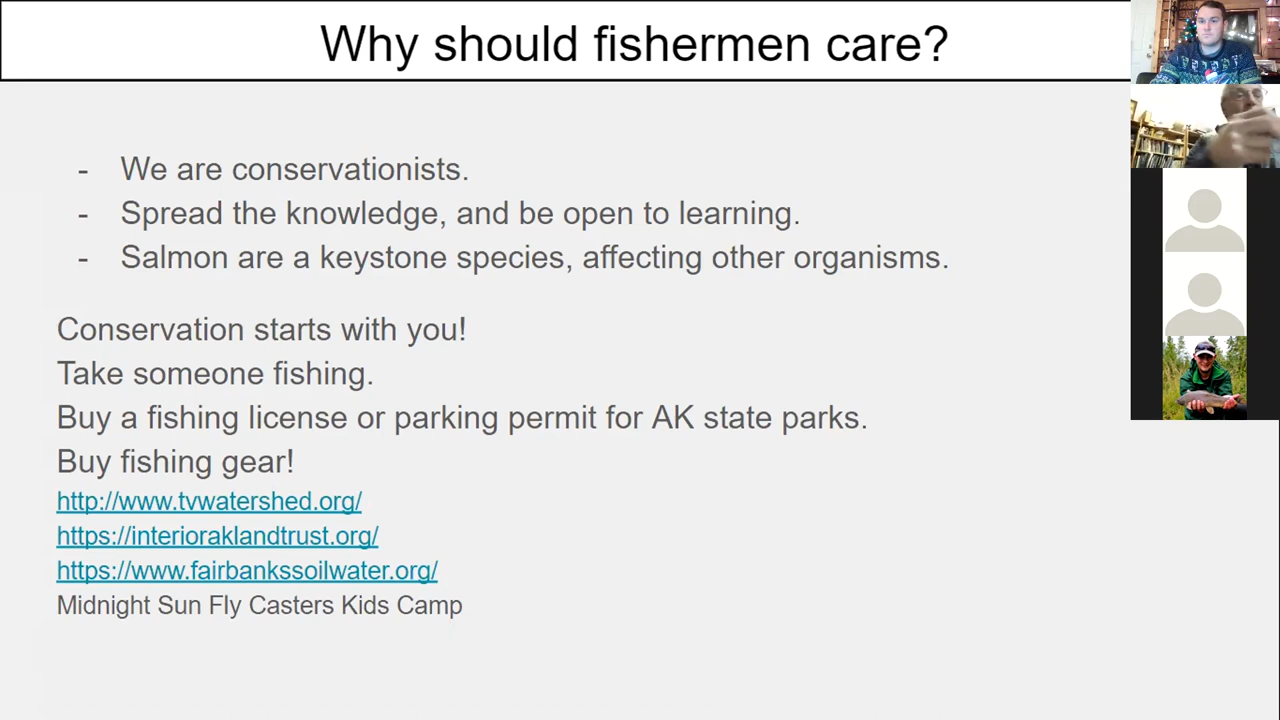 Why should fishermen care?
- We are conservationists.
- Spread the knowledge, and be open to learning.
- Salmon are a keystone species, affecting other organisms.
Conservation starts with you!
Take someone fishing.
Buy a fishing license or parking permit for AK state parks.
Buy fishing gear!
http://www.tvwatershed.org/
https://interioraklandtrust.org/
https://www.fairbankssoilwater.org/
Midnight Sun Fly Casters Kids Camp